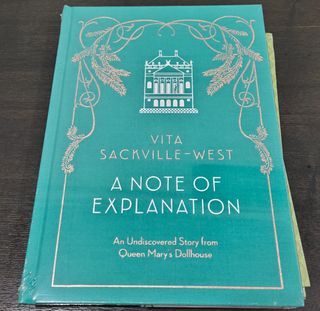 VITA
SACKVILLE-WEST
A NOTE OF
EXPLANATION
An Undiscovered Story from
Queen Mary's Dollhouse